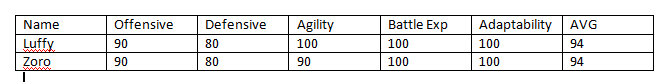 Name Offensive Defensive Agility Battle Exp Adaptability AVG
Luffy 90 80 100 100 100 94
Zoro 90 80 90 100 100 94